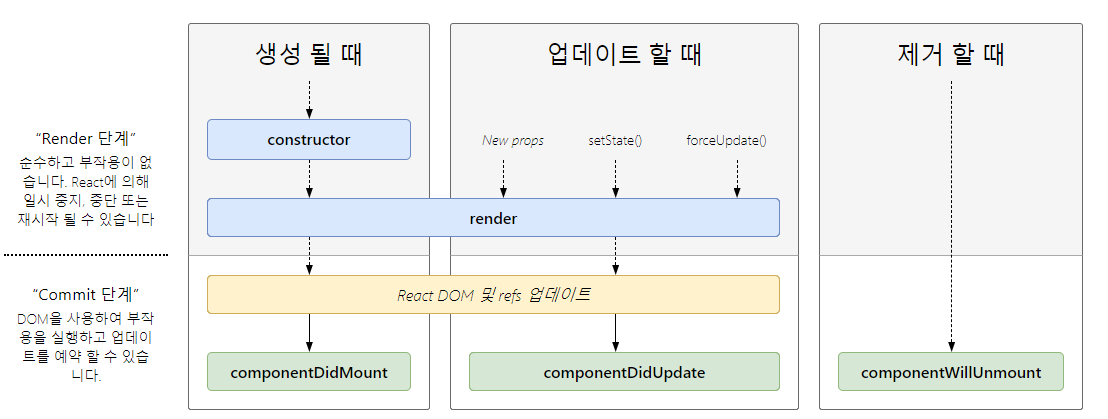 생성 될 때
업데이트 할 때
제거 할 때
“Render 단계”
순수하고 부작용이 없
습니다. React에 의해
일시 중지, 중단 또는
재시작 될 수 있습니다
constructor
New props
setState()
forceUpdate()
render
“Commit 단계”
DOM을 사용하여 부작
용을 실행하고 업데이
트를 예약 할 수 있습
니다.
React DOM 및 refs 업데이트
componentDidMount
componentDidUpdate
componentWillUnmount